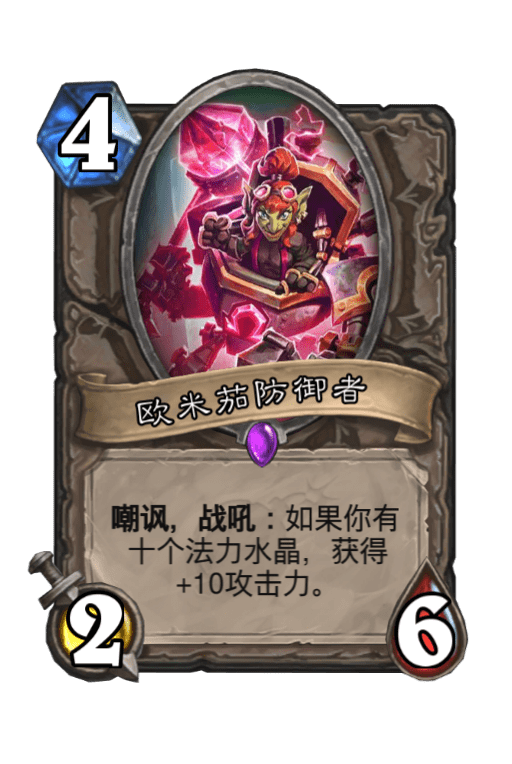 4
欧米茄防御者
嘲讽，战吼：如果你有
十个法力水晶，获得
+10攻击力。
2
6